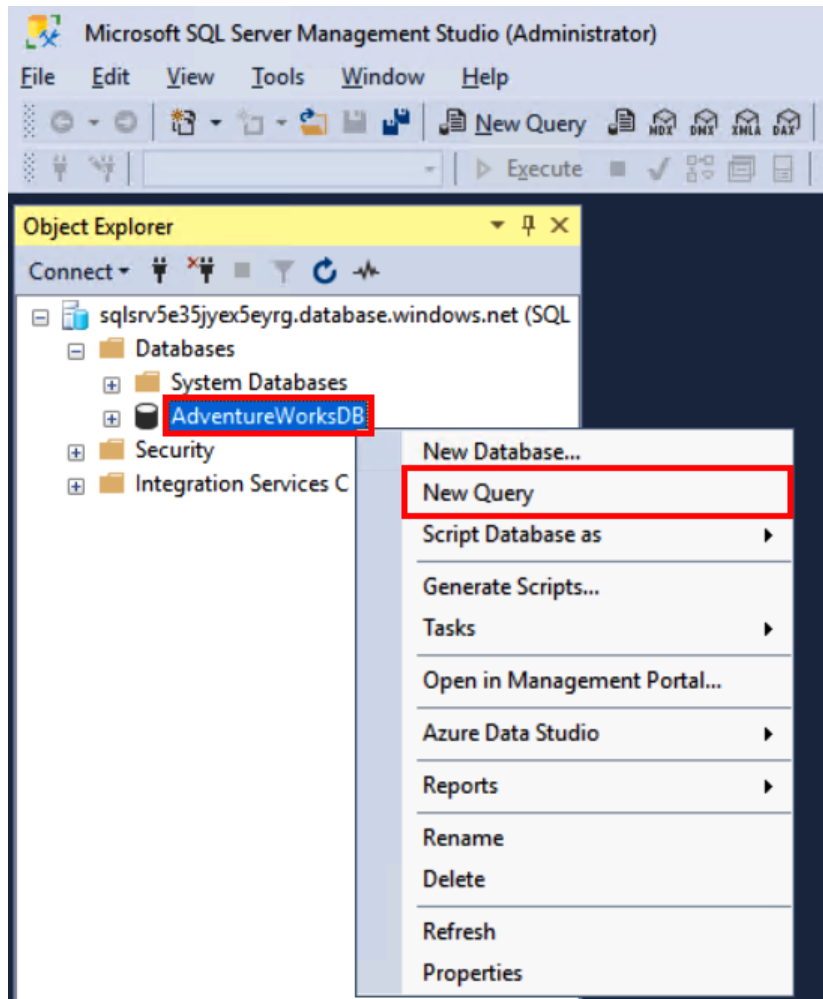 Microsoft SQL Server Management Studio (Administrator)
File Edit View Tools Window Help
New Query MDX DMX XMLA DAX
Execute
Object Explorer
Connect
sqlsrv5e35jyex5eyrg.database.windows.net (SQL
Databases
System Databases
AdventureWorksDB
Security
Integration Services C
New Database...
New Query
Script Database as
Generate Scripts...
Tasks
Open in Management Portal...
Azure Data Studio
Reports
Rename
Delete
Refresh
Properties